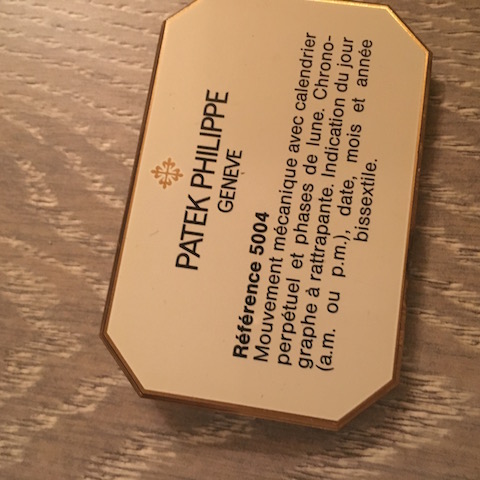 PATEK PHILIPPE
GENEVE
Référence 5004
Mouvement mécanique avec calendrier
perpétuel et phases de lune. Chrono-
graphe à rattrapante. Indication du jour
(a.m. ou p.m.), date, mois et année
bissextile.